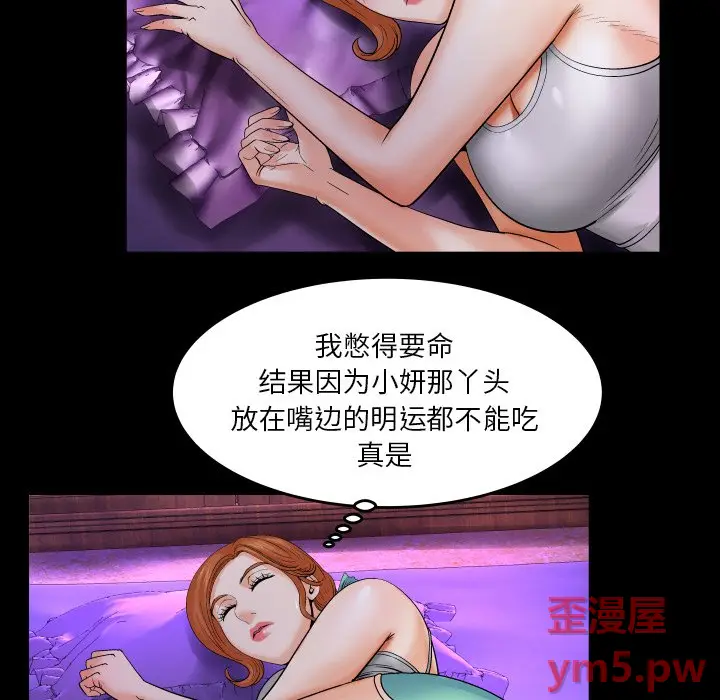 我憋得要命
结果因为小妍那丫头
放在嘴边的明运都不能吃
真是
歪漫屋
ym5.pw